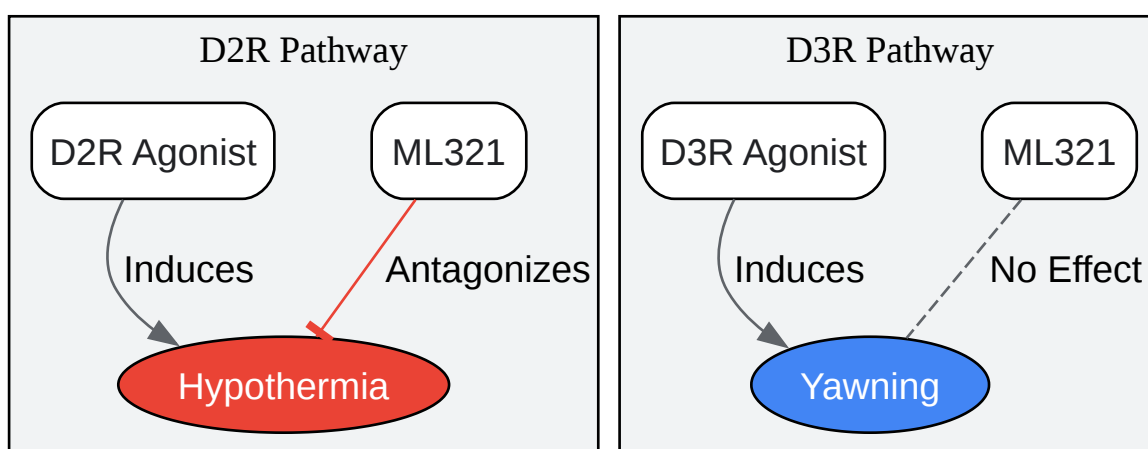 D2R Pathway
D2R Agonist
ML321
Induces
Antagonizes
Hypothermia
D3R Pathway
D3R Agonist
ML321
Induces
No Effect
Yawning